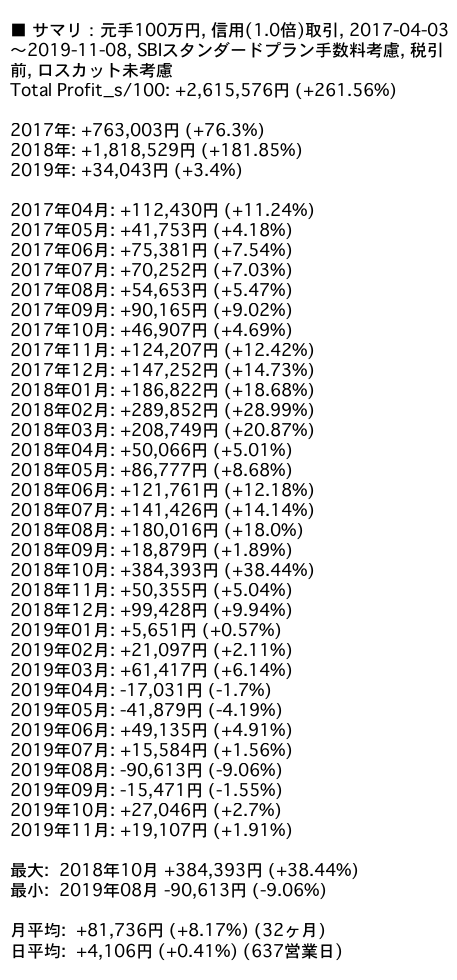 ■ サマリ : 元手100万円, 信用(1.0倍)取引, 2017-04-03
〜2019-11-08, SBIスタンダードプラン手数料考慮, 税引
前, ロスカット未考慮
Total Profit_s/100: +2,615,576円 (+261.56%)
2017年: +763,003円 (+76.3%)
2018年: +1,818,529円 (+181.85%)
2019年: +34,043円 (+3.4%)
2017年04月: +112,430円 (+11.24%)
2017年05月: +41,753円 (+4.18%)
2017年06月: +75,381円 (+7.54%)
2017年07月: +70,252円 (+7.03%)
2017年08月: +54,653円 (+5.47%)
2017年09月: +90,165円 (+9.02%)
2017年10月: +46,907円 (+4.69%)
2017年11月: +124,207円 (+12.42%)
2017年12月: +147,252円 (+14.73%)
2018年01月: +186,822円 (+18.68%)
2018年02月: +289,852円 (+28.99%)
2018年03月: +208,749円 (+20.87%)
2018年04月: +50,066円 (+5.01%)
2018年05月: +86,777円 (+8.68%)
2018年06月: +121,761円 (+12.18%)
2018年07月: +141,426円 (+14.14%)
2018年08月: +180,016円 (+18.0%)
2018年09月: +18,879円 (+1.89%)
2018年10月: +384,393円 (+38.44%)
2018年11月: +50,355円 (+5.04%)
2018年12月: +99,428円 (+9.94%)
2019年01月: +5,651円 (+0.57%)
2019年02月: +21,097円 (+2.11%)
2019年03月: +61,417円 (+6.14%)
2019年04月: -17,031円 (-1.7%)
2019年05月: -41,879円 (-4.19%)
2019年06月: +49,135円 (+4.91%)
2019年07月: +15,584円 (+1.56%)
2019年08月: -90,613円 (-9.06%)
2019年09月: -15,471円 (-1.55%)
2019年10月: +27,046円 (+2.7%)
2019年11月: +19,107円 (+1.91%)
最大: 2018年10月 +384,393円 (+38.44%)
最小: 2019年08月 -90,613円 (-9.06%)
月平均: +81,736円 (+8.17%) (32ヶ月)
日平均: +4,106円 (+0.41%) (637営業日)